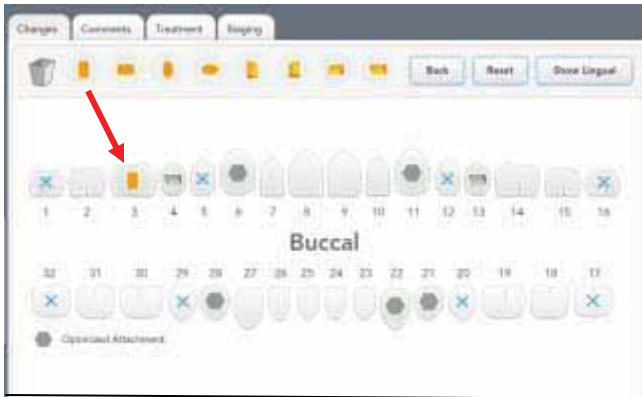 Changes Comments Treatment Staging
Back Reset Show Lingual
1 2 3 4 5 6 7 8 9 10 11 12 13 14 15 16
Buccal
32 31 30 29 28 27 26 25 24 23 22 21 20 19 18 17
Optimized Attachment